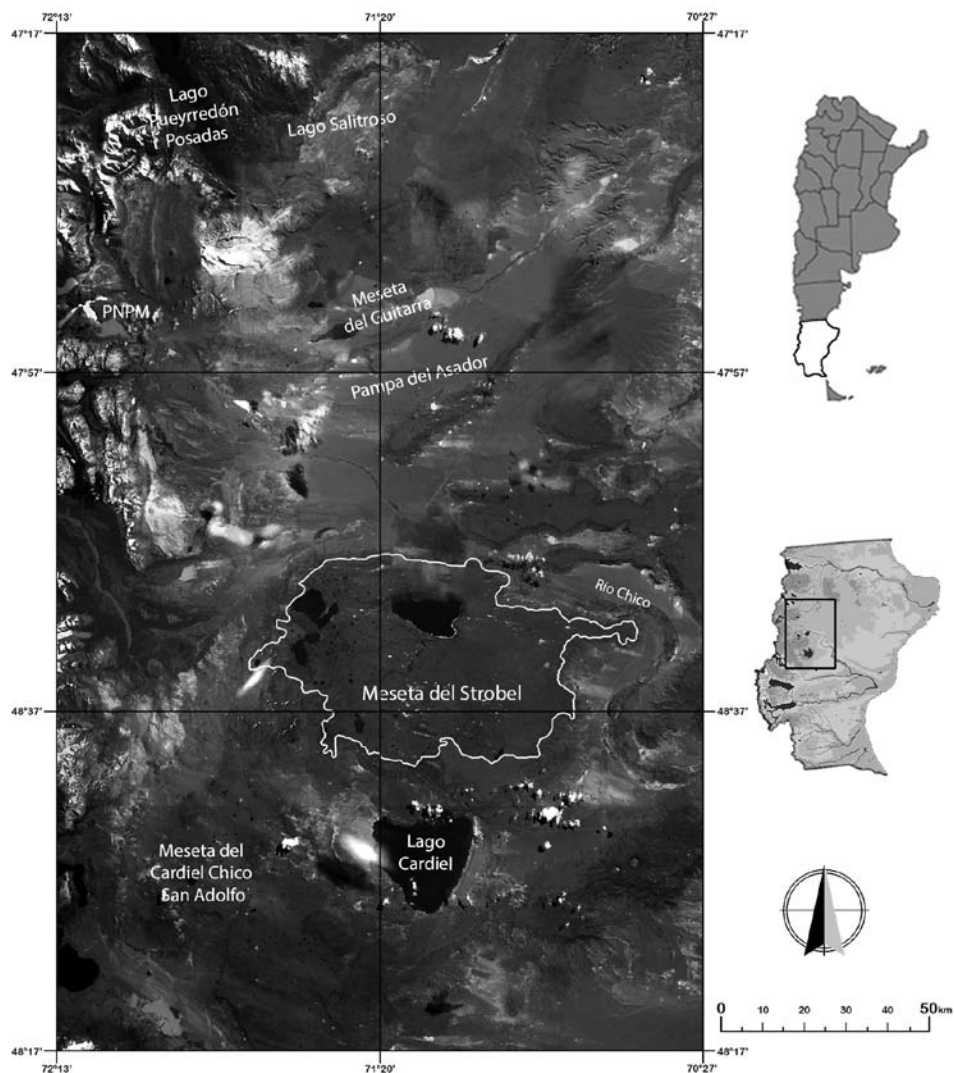 72°13'
71°20'
70°27'
47°17'
47°17'
Lago
Pueyrredón
Posadas
Lago Salitroso
Meseta
del Guitarra
PNPM
47°57'
47°57'
Pampa del Asador
Río Chico
Meseta del Strobel
48°37'
48°37'
Lago
Cardiel
Meseta del
Cardiel Chico
San Adolfo
0 10 20 30 40 50km
48°17'
48°17'
72°13'
71°20'
70°27'